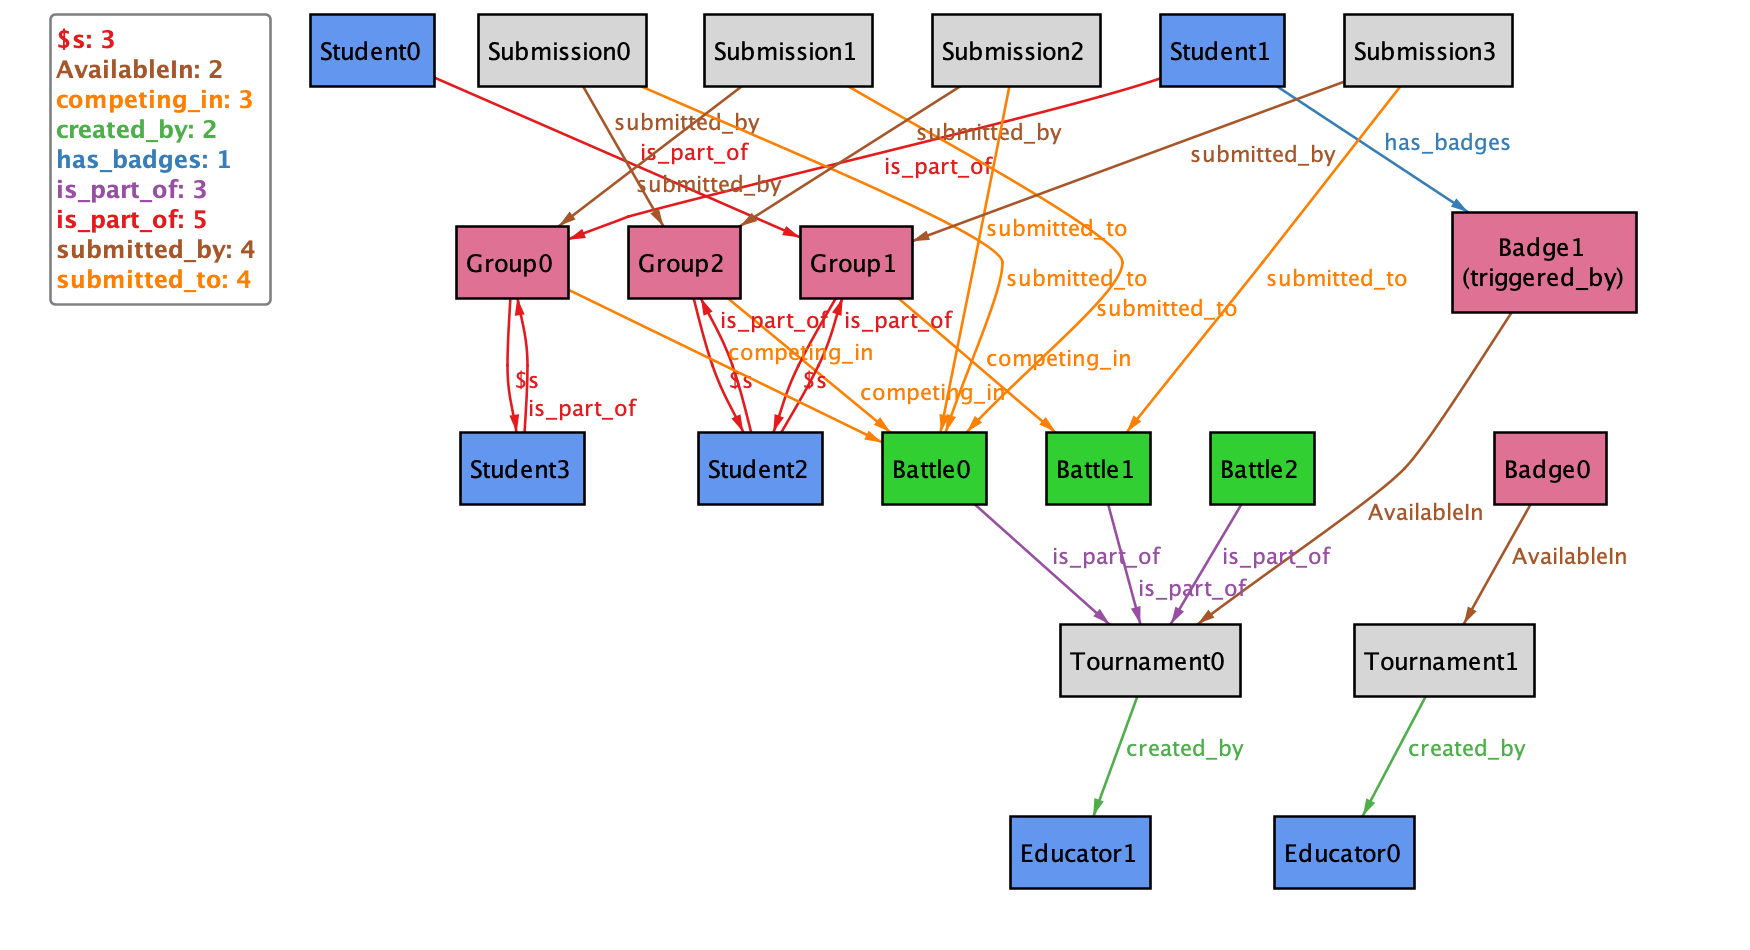 $s: 3
AvailableIn: 2
competing_in: 3
created_by: 2
has_badges: 1
is_part_of: 3
is_part_of: 5
submitted_by: 4
submitted_to: 4
Student0
Submission0
Submission1
Submission2
Student1
Submission3
submitted_by
submitted_by
has_badges
is_part_of
is_part_of
submitted_by
submitted_by
submitted_to
Group0
Group2
Group1
Badge1
(triggered_by)
submitted_to
submitted_to
submitted_to
is_part_of
is_part_of
competing_in
competing_in
$s
$s
$s
competing_in
is_part_of
Student3
Student2
Battle0
Battle1
Battle2
Badge0
AvailableIn
is_part_of
is_part_of
AvailableIn
is_part_of
Tournament0
Tournament1
created_by
created_by
Educator1
Educator0